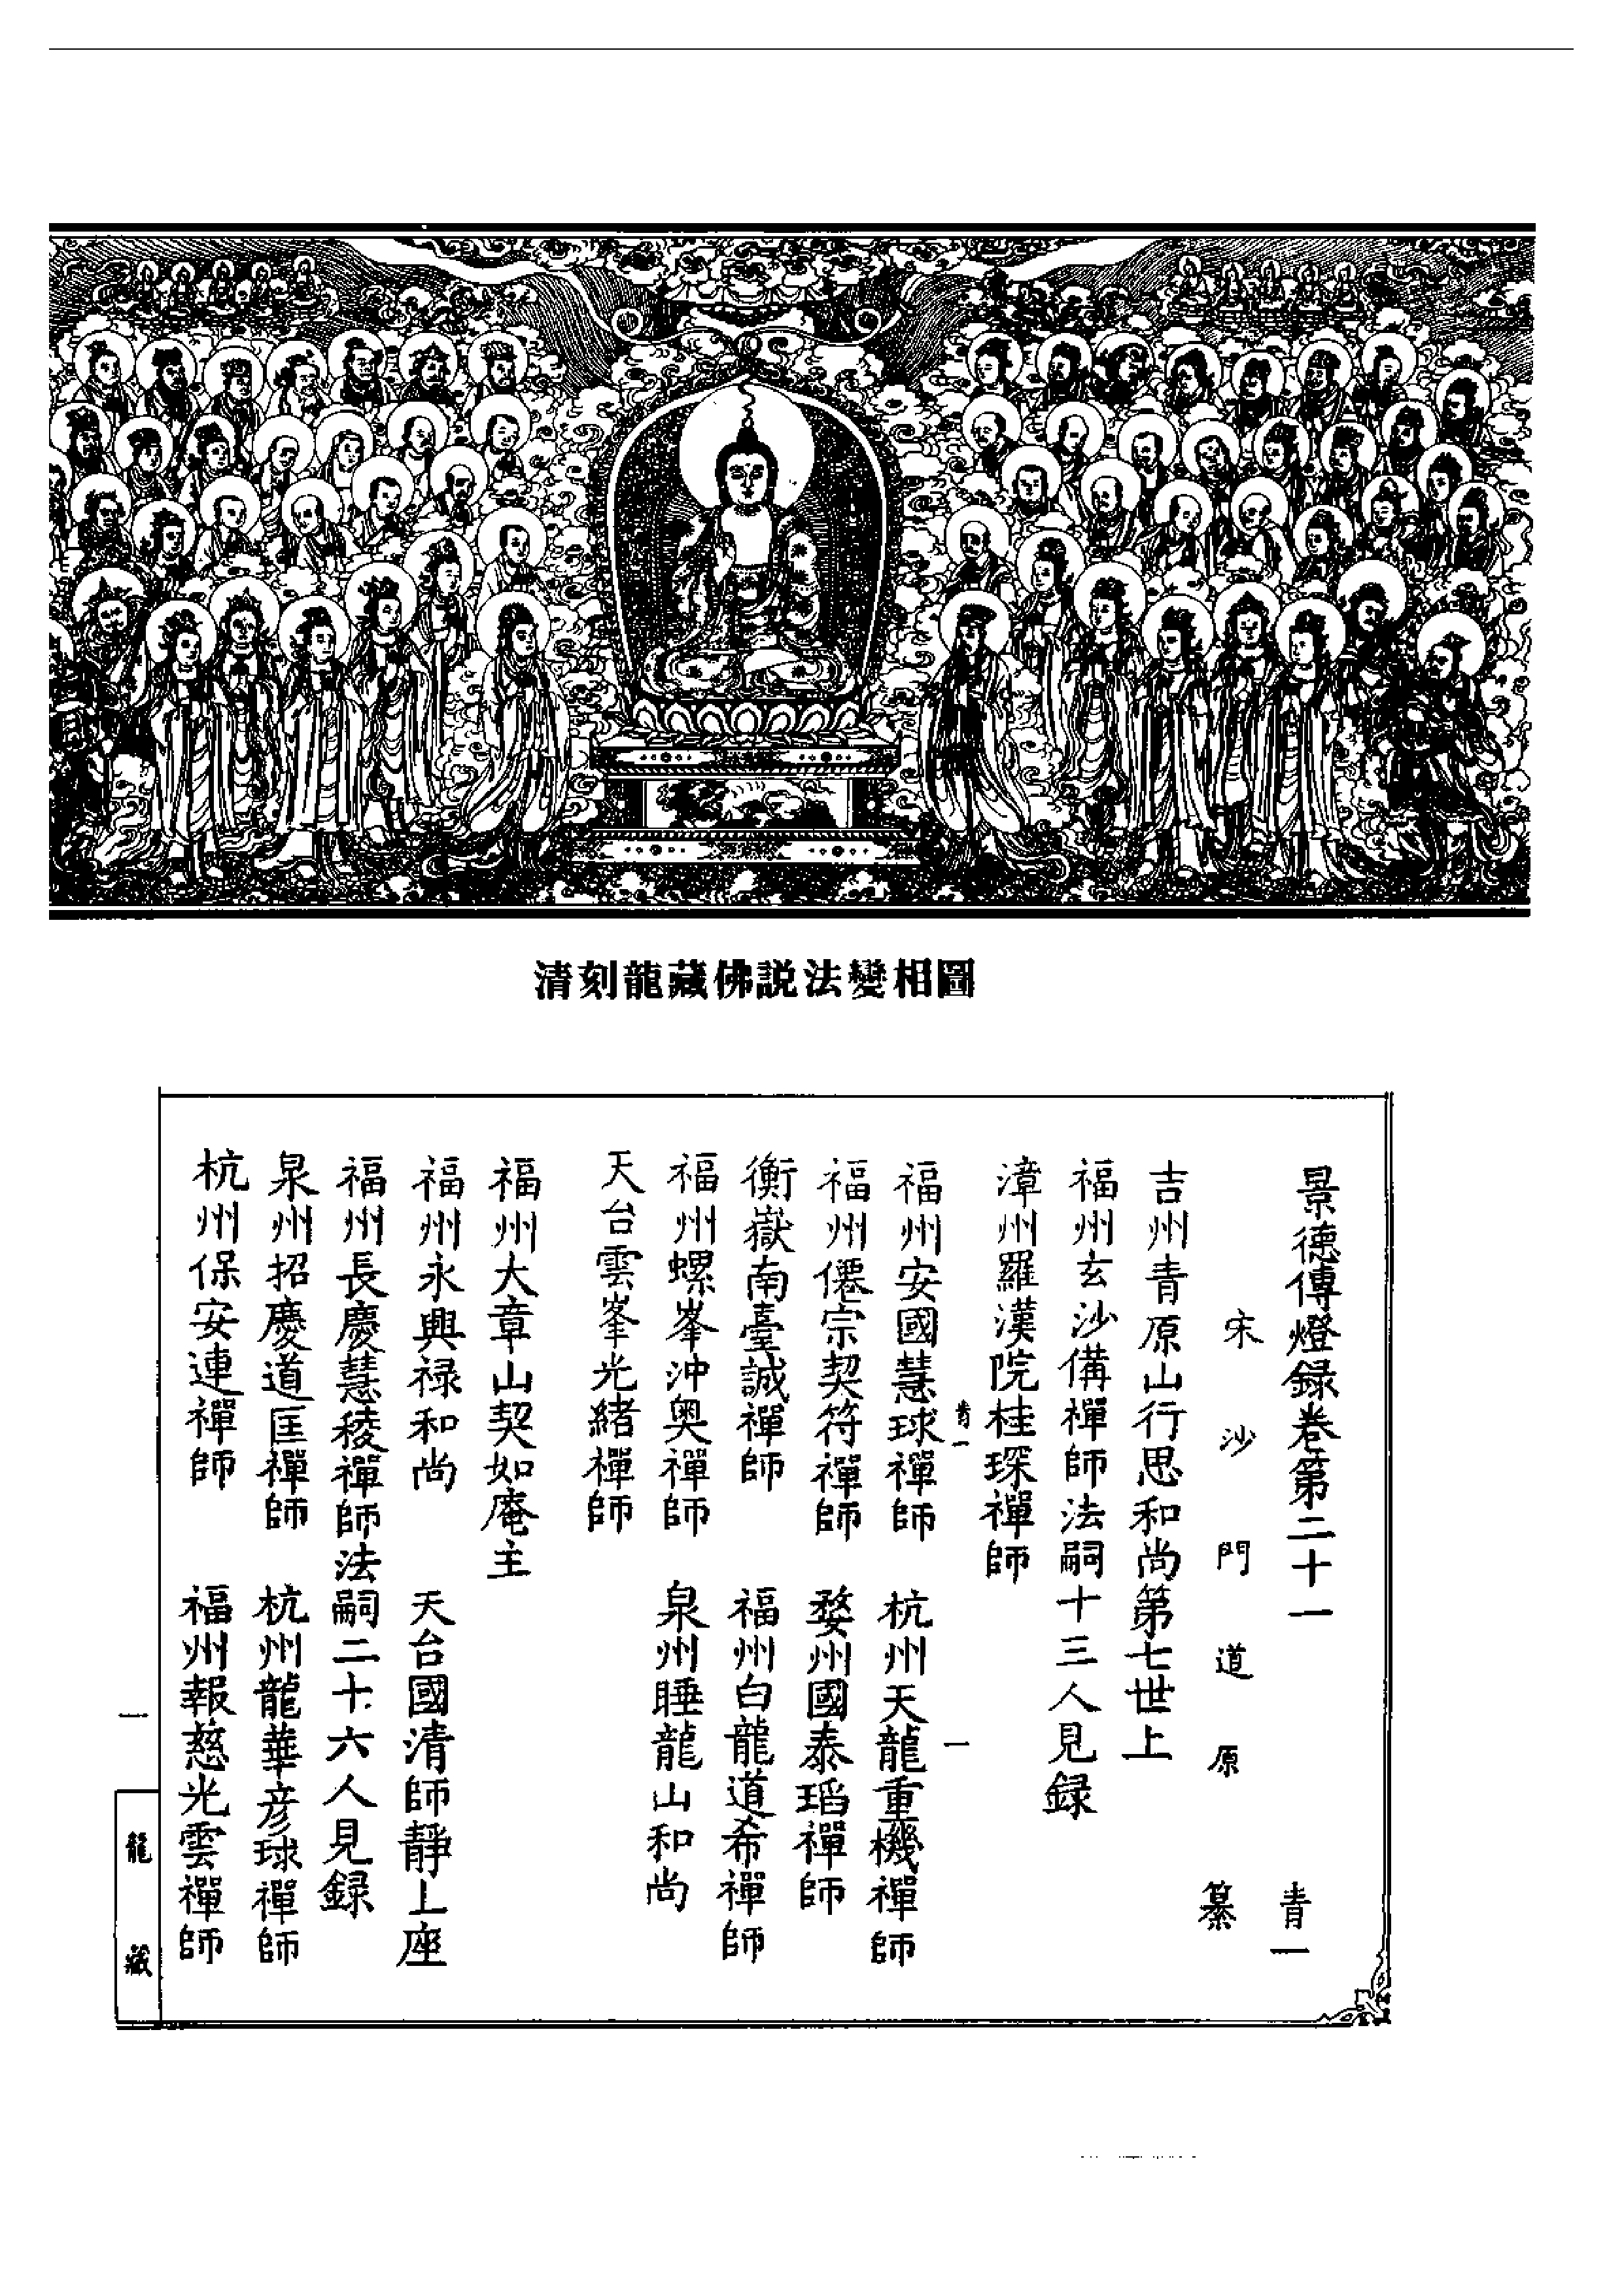 清刻龍藏佛説法變相圖
景德傳燈録卷第二十一 青一
宋沙門道原纂
吉州青原山行思和尚第七世上
福州玄沙俻禪師法嗣十三人見録
漳州羅漢院桂琛禪師
青一 一
福州安國慧球禪師 杭州天龍重機禪師
福州僊宗契符禪師 婺州國泰瑫禪師
衡嶽南臺誠禪師 福州白龍道希禪師
福州螺峯沖奥禪師 泉州睡龍山和尚
天台雲峯光緒禪師
福州大章山契如庵主
福州永興禄和尚 天台國清師靜上座
福州長慶慧稜禪師法嗣二十六人見録
泉州招慶道匡禪師 杭州龍華彦球禪師
杭州保安連禪師 福州報慈光雲禪師
一
龍藏